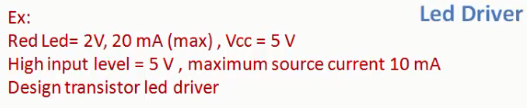 Led Driver
Ex:
Red Led= 2V, 20 mA (max) , Vcc = 5 V
High input level = 5 V , maximum source current 10 mA
Design transistor led driver